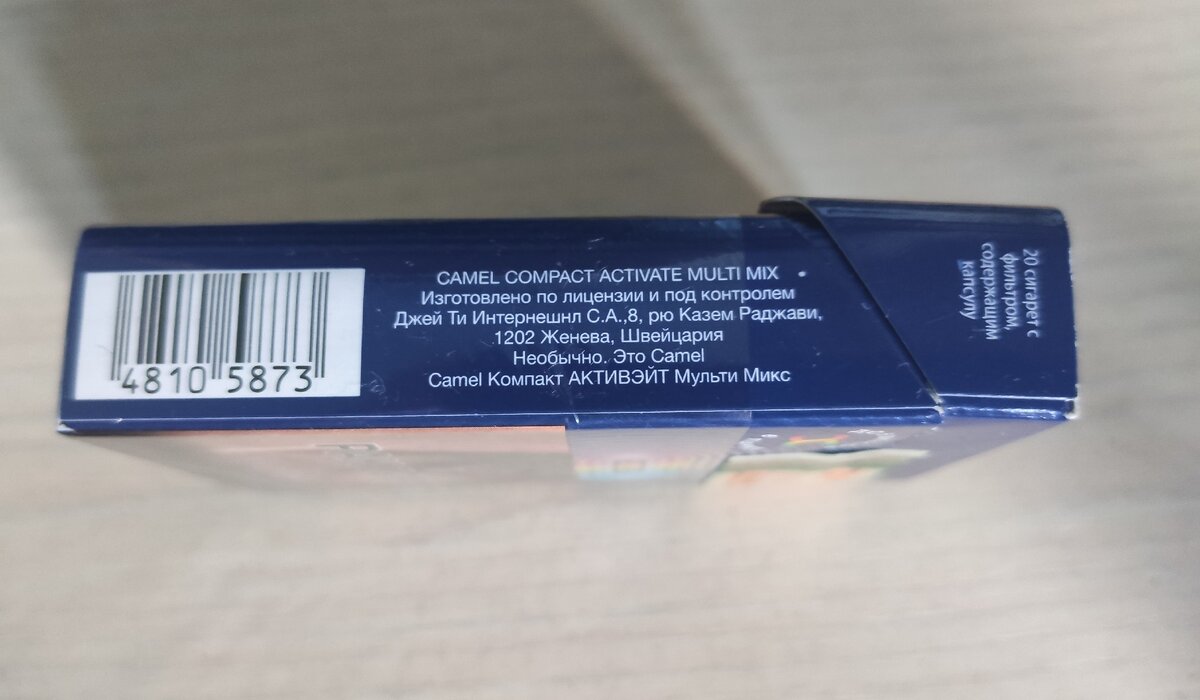 CAMEL COMPACT ACTIVATE MULTI MIX
Изготовлено по лицензии и под контролем
Джей Ти Интернешнл С.А.,8, рю Казем Раджави,
1202 Женева, Швейцария
Необычно. Это Camel
Camel Компакт АКТИВЭЙТ Мульти Микс
4810 5873
20 сигарет с
фильтром,
содержащим
капсулу